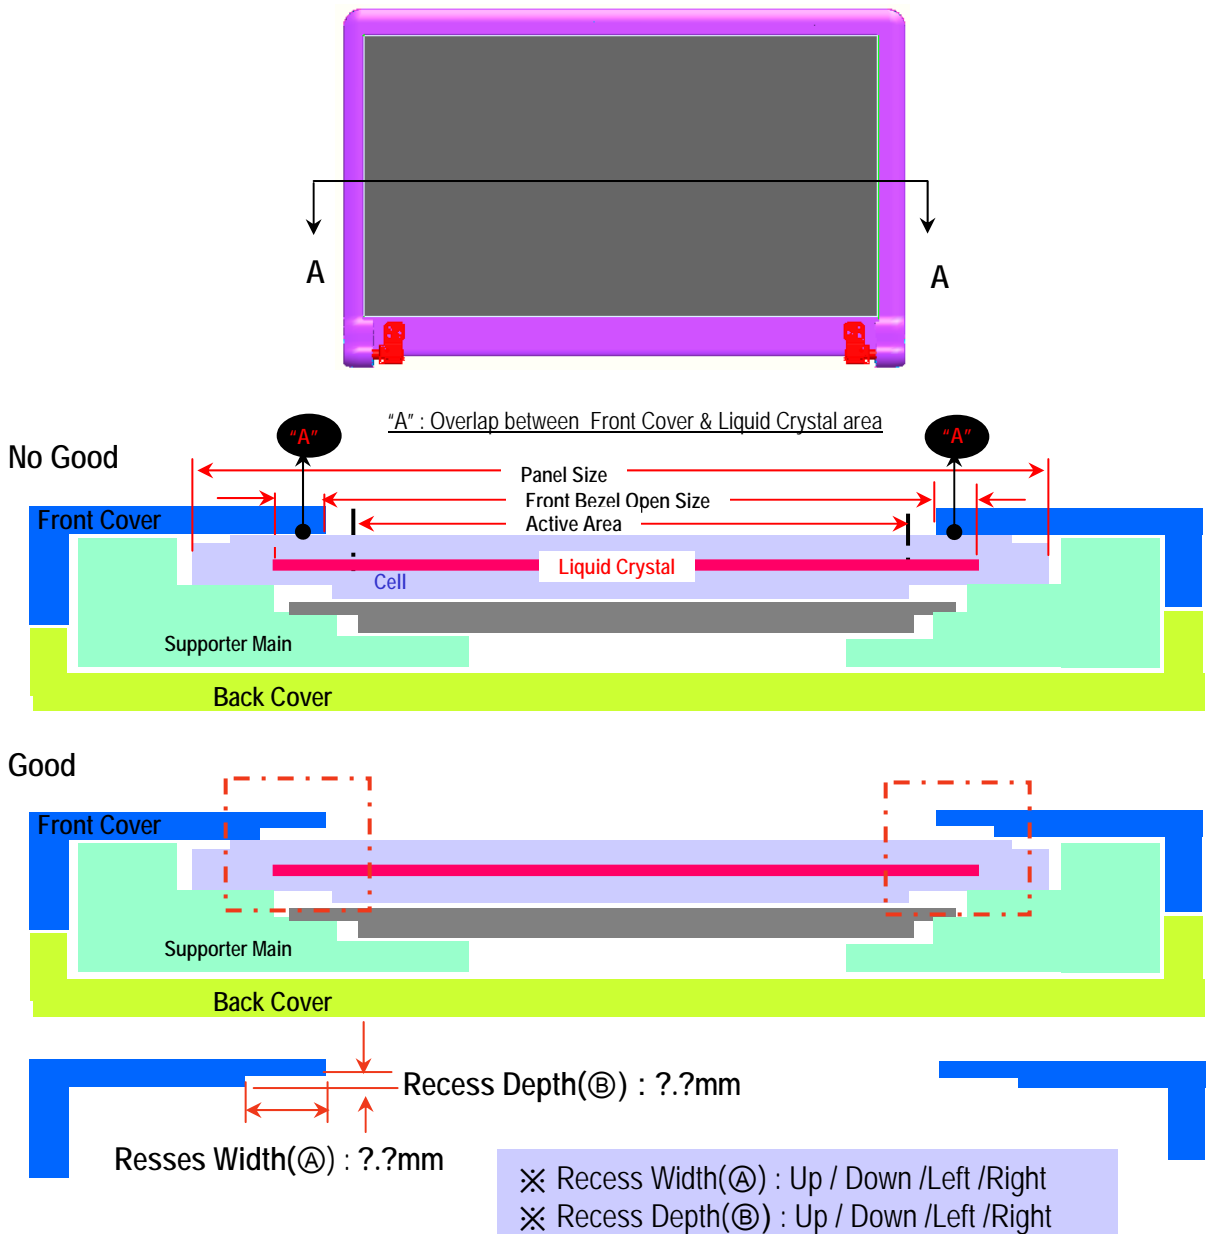 A A
"A" : Overlap between Front Cover & Liquid Crystal area
"A" "A"
No Good
Panel Size
Front Bezel Open Size
Front Cover
Active Area
Liquid Crystal
Cell
Supporter Main
Back Cover
Good
Front Cover
Supporter Main
Back Cover
Recess Depth(Ⓑ) : ?.?mm
Resses Width(Ⓐ) : ?.?mm
※ Recess Width(Ⓐ) : Up / Down /Left /Right
※ Recess Depth(Ⓑ) : Up / Down /Left /Right